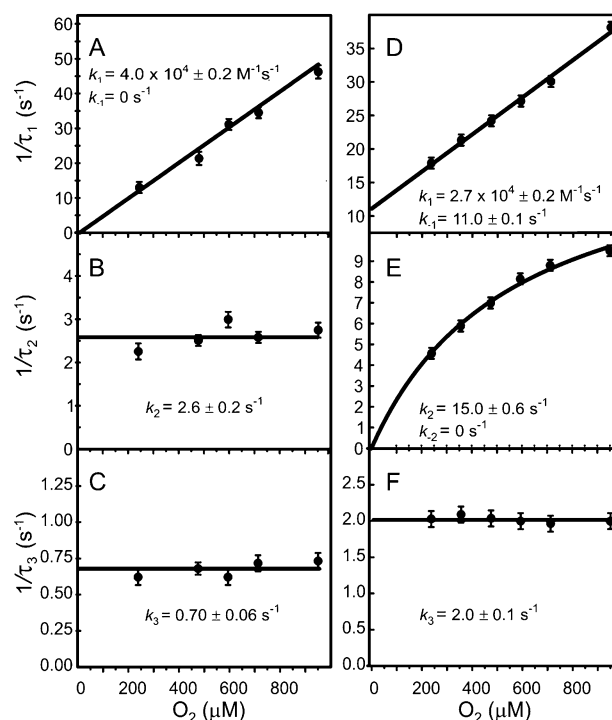 A
k₁ = 4.0 x 10⁴ ± 0.2 M⁻¹s⁻¹
k₋₁ = 0 s⁻¹
1/τ₁ (s⁻¹)
60
50
40
30
20
10
0
D
k₁ = 2.7 x 10⁴ ± 0.2 M⁻¹s⁻¹
k₋₁ = 11.0 ± 0.1 s⁻¹
35
30
25
20
15
10
B
k₂ = 2.6 ± 0.2 s⁻¹
1/τ₂ (s⁻¹)
4
3
2
1
0
E
k₂ = 15.0 ± 0.6 s⁻¹
k₋₂ = 0 s⁻¹
9
8
7
6
5
4
3
2
1
0
C
k₃ = 0.70 ± 0.06 s⁻¹
1/τ₃ (s⁻¹)
1.25
1.00
0.75
0.50
0.25
0.00
F
k₃ = 2.0 ± 0.1 s⁻¹
2.5
2.0
1.5
1.0
0.5
0.0
0 200 400 600 800
O₂ (μM)
0 200 400 600 800
O₂ (μM)